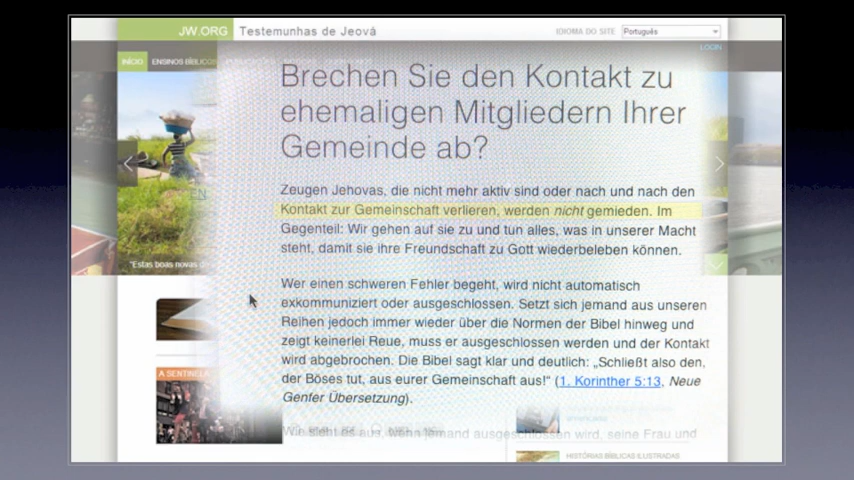 JW.ORG Testemunhas de Jeová
IDIOMA DO SITE Português
LOGIN
INÍCIO ENSINOS BÍBLICOS
Brechen Sie den Kontakt zu
ehemaligen Mitgliedern Ihrer
Gemeinde ab?
Zeugen Jehovas, die nicht mehr aktiv sind oder nach und nach den
Kontakt zur Gemeinschaft verlieren, werden nicht gemieden. Im
Gegenteil: Wir gehen auf sie zu und tun alles, was in unserer Macht
steht, damit sie ihre Freundschaft zu Gott wiederbeleben können.
"Estas boas novas d
Wer einen schweren Fehler begeht, wird nicht automatisch
exkommuniziert oder ausgeschlossen. Setzt sich jemand aus unseren
Reihen jedoch immer wieder über die Normen der Bibel hinweg und
zeigt keinerlei Reue, muss er ausgeschlossen werden und der Kontakt
wird abgebrochen. Die Bibel sagt klar und deutlich: „Schließt also den,
der Böses tut, aus eurer Gemeinschaft aus!“ (1. Korinther 5:13, Neue
Genfer Übersetzung).
A SENTINELA
Wie sieht es aus, wenn jemand ausgeschlossen wird, seine Frau und
HISTÓRIAS BÍBLICAS ILUSTRADAS